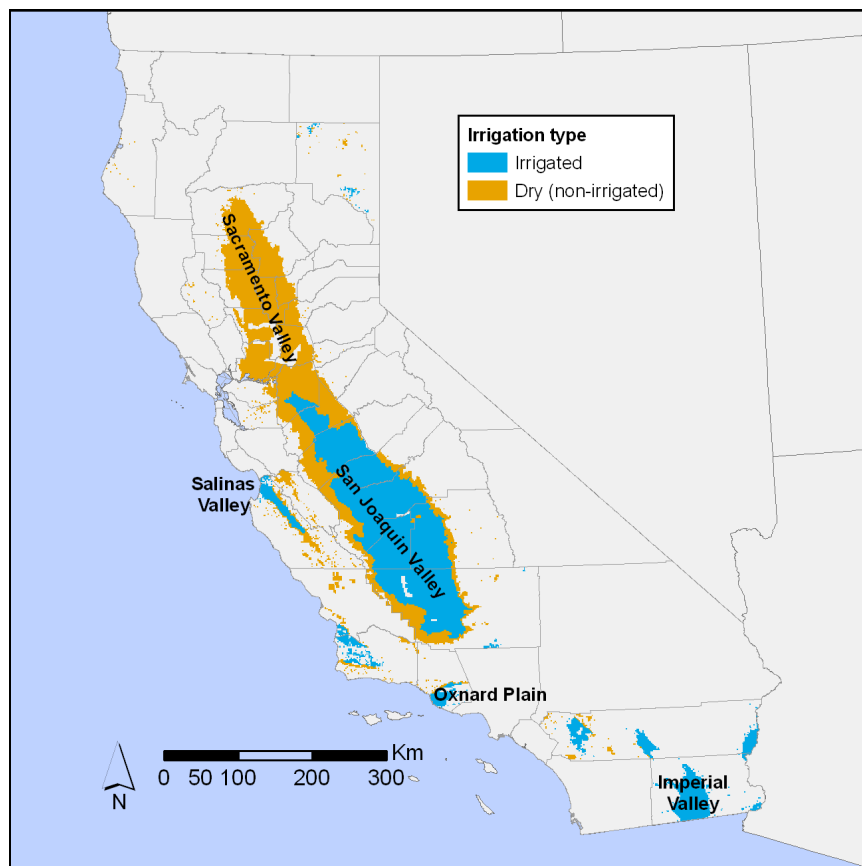 Irrigation type
Irrigated
Dry (non-irrigated)
Sacramento Valley
Salinas
Valley
San Joaquin Valley
Oxnard Plain
Imperial
Valley
Km
0 50 100 200 300
N